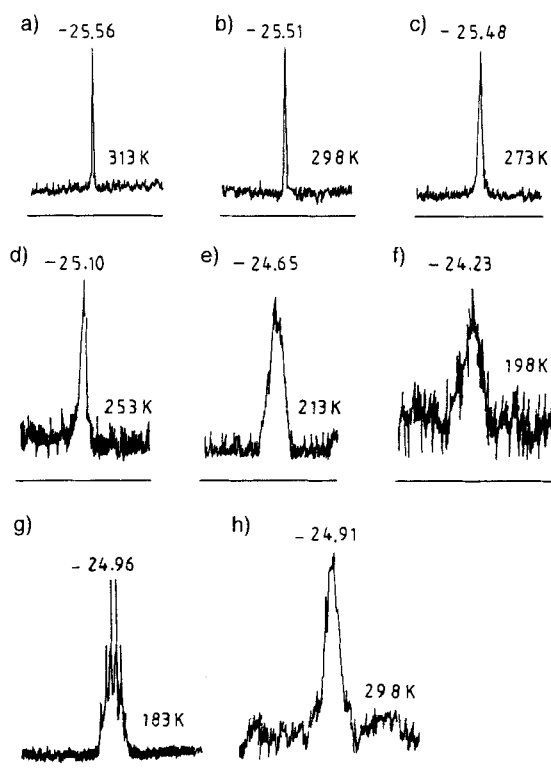 a) -25.56
313 K
b) -25.51
298 K
c) -25.48
273 K
d) -25.10
253 K
e) -24.65
213 K
f) -24.23
198 K
g) -24.96
183 K
h) -24.91
298 K